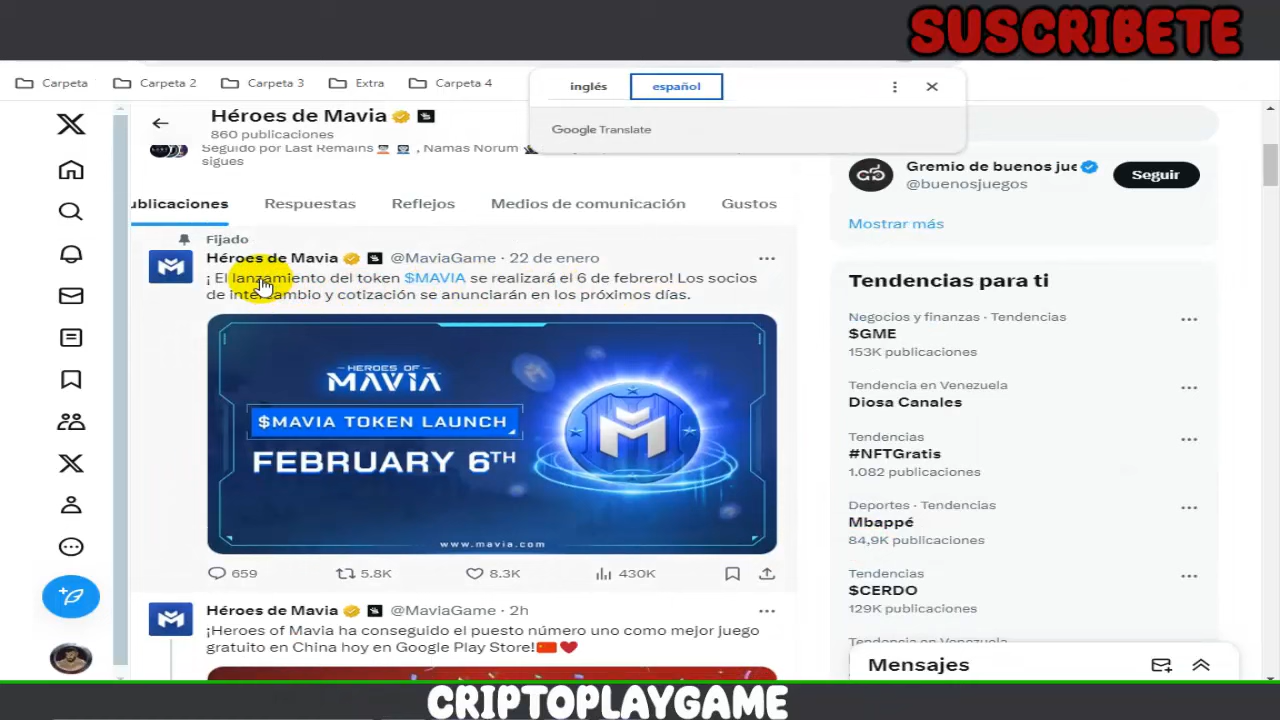 SUSCRIBETE
Carpeta
Carpeta 2
Carpeta 3
Extra
Carpeta 4
inglés
español
Google Translate
Héroes de Mavia
860 publicaciones
Seguido por Last Remains , Namas Norum
sigues
ublicaciones
Respuestas
Reflejos
Medios de comunicación
Gustos
Fijado
Héroes de Mavia @MaviaGame · 22 de enero
¡ El lanzamiento del token $MAVIA se realizará el 6 de febrero! Los socios
de intercambio y cotización se anunciarán en los próximos días.
HEROES OF
MAVIA
$MAVIA TOKEN LAUNCH
FEBRUARY 6TH
www.mavia.com
659
5.8K
8.3K
430K
Héroes de Mavia @MaviaGame · 2h
¡Heroes of Mavia ha conseguido el puesto número uno como mejor juego
gratuito en China hoy en Google Play Store!🇨🇳❤️
Gremio de buenos jue
@buenosjuegos
Seguir
Mostrar más
Tendencias para ti
Negocios y finanzas · Tendencias
$GME
153K publicaciones
Tendencia en Venezuela
Diosa Canales
Tendencias
#NFTGratis
1.082 publicaciones
Deportes · Tendencias
Mbappé
84,9K publicaciones
Tendencias
$CERDO
129K publicaciones
Tendencia en Venezuela
Mensajes
CRIPTOPLAYGAME